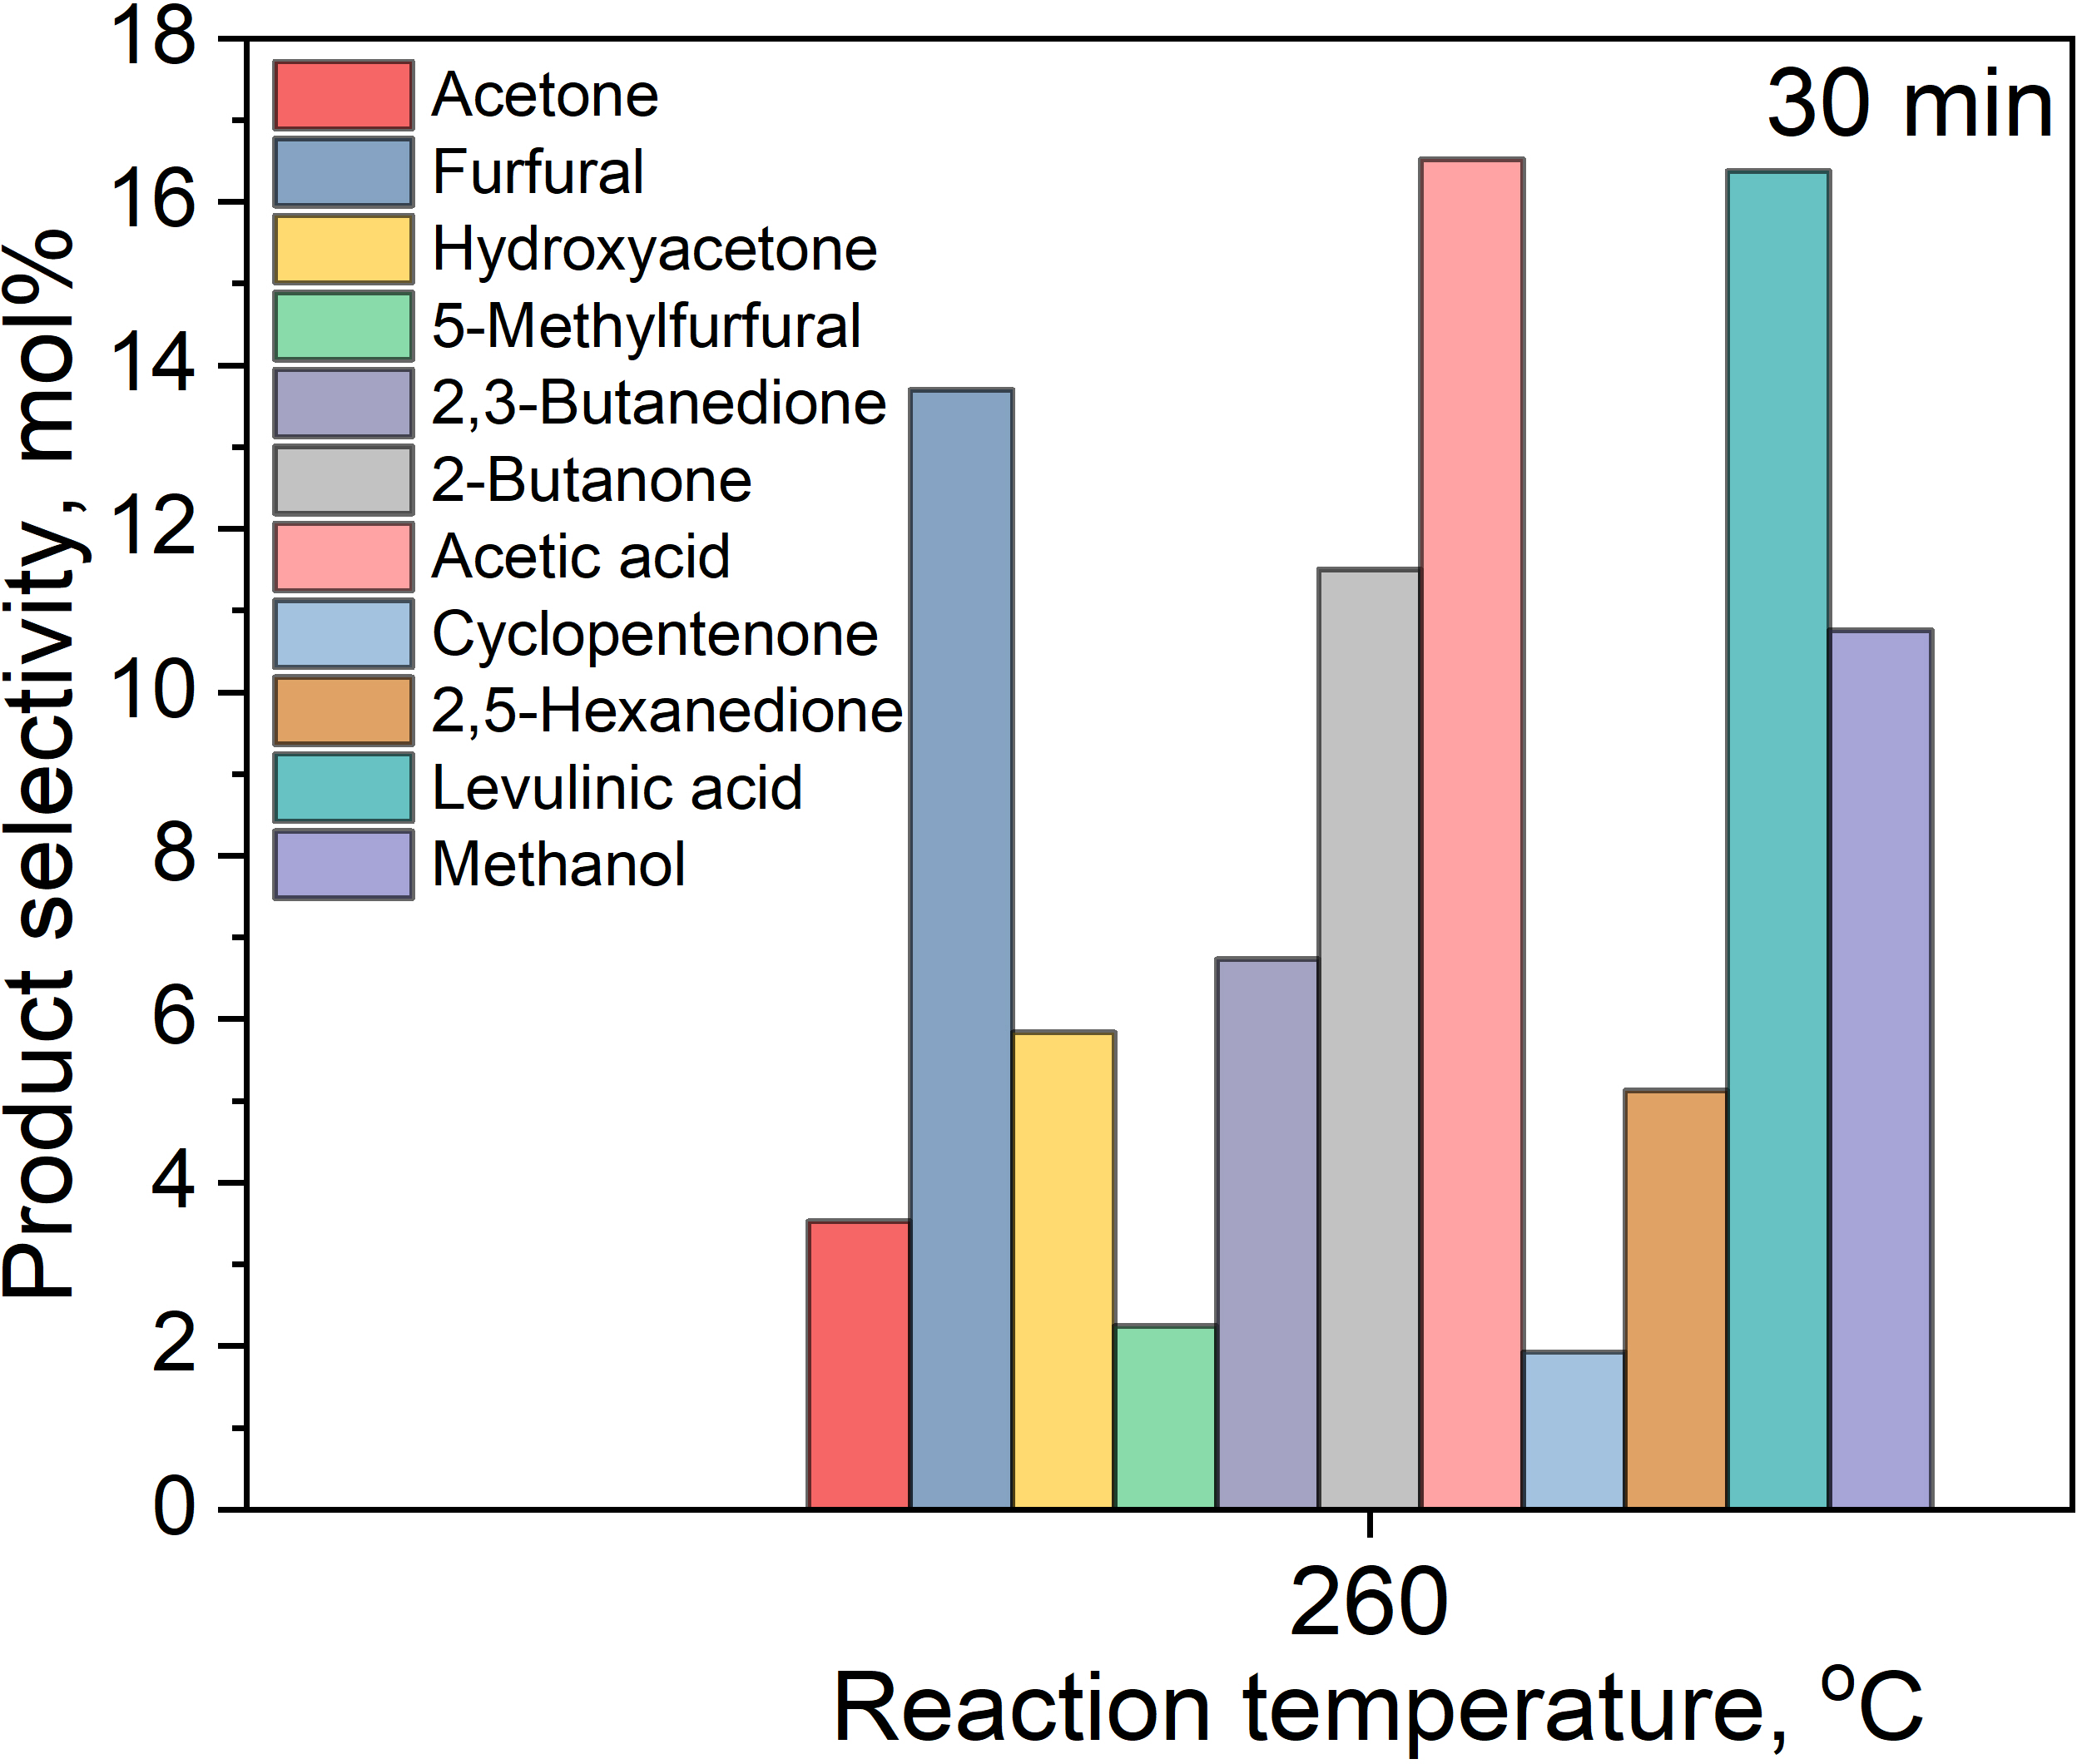 Product selectivity, mol%
18
16
14
12
10
8
6
4
2
0
30 min
Acetone
Furfural
Hydroxyacetone
5-Methylfurfural
2,3-Butanedione
2-Butanone
Acetic acid
Cyclopentenone
2,5-Hexanedione
Levulinic acid
Methanol
260
Reaction temperature, °C